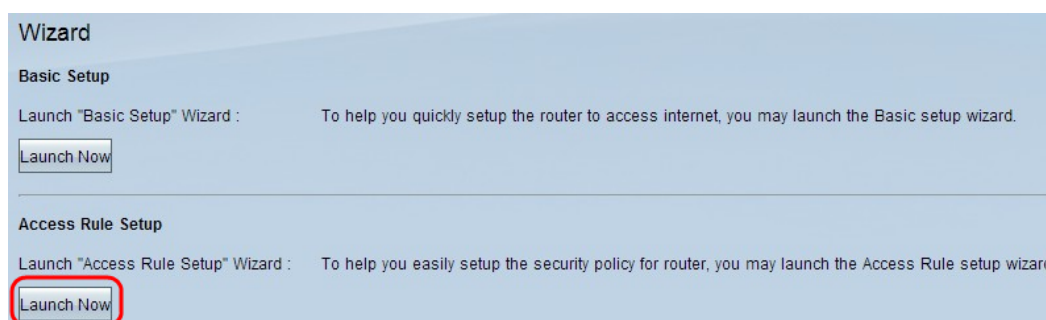 Wizard
Basic Setup
Launch "Basic Setup" Wizard : To help you quickly setup the router to access internet, you may launch the Basic setup wizard.
Launch Now
Access Rule Setup
Launch "Access Rule Setup" Wizard : To help you easily setup the security policy for router, you may launch the Access Rule setup
Launch Now